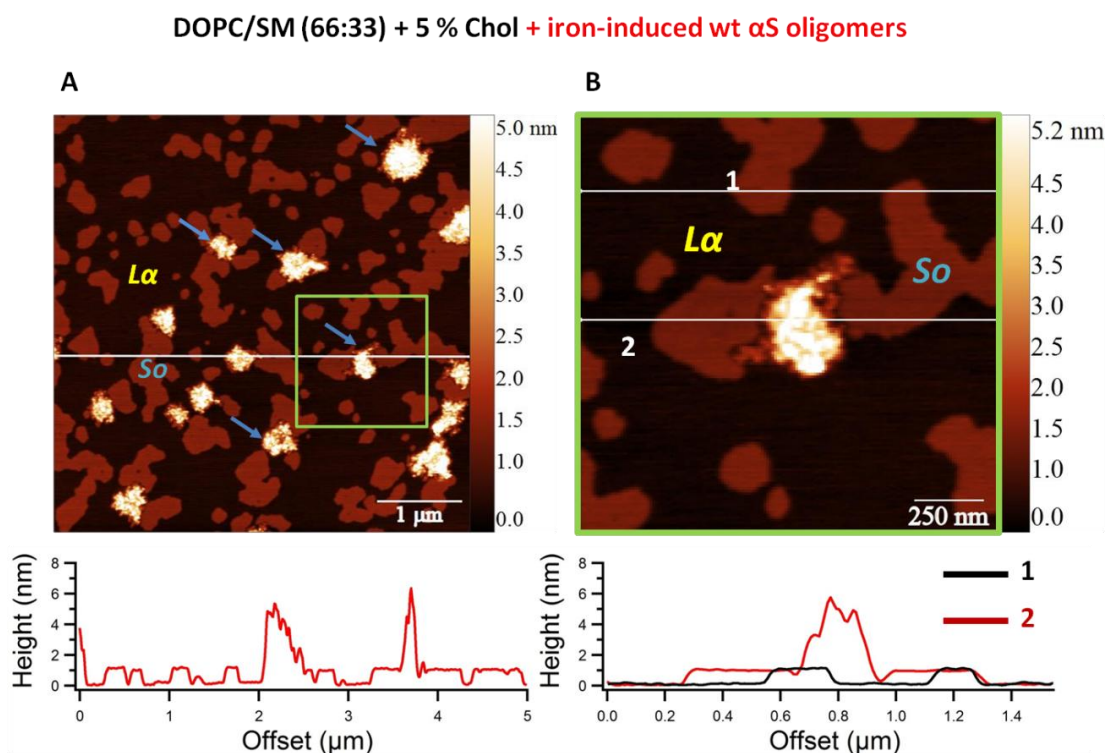 DOPC/SM (66:33) + 5 % Chol + iron-induced wt αS oligomers
A
B
5.0 nm
4.5
4.0
3.5
3.0
2.5
2.0
1.5
1.0
0.0
Lα
So
1 μm
5.2 nm
4.5
4.0
3.5
3.0
2.5
2.0
1.5
1.0
0.0
1
Lα
So
2
250 nm
Height (nm)
8
6
4
2
0
0 1 2 3 4 5
Offset (μm)
Height (nm)
8
6
4
2
0
0.0 0.2 0.4 0.6 0.8 1.0 1.2 1.4
Offset (μm)
1
2